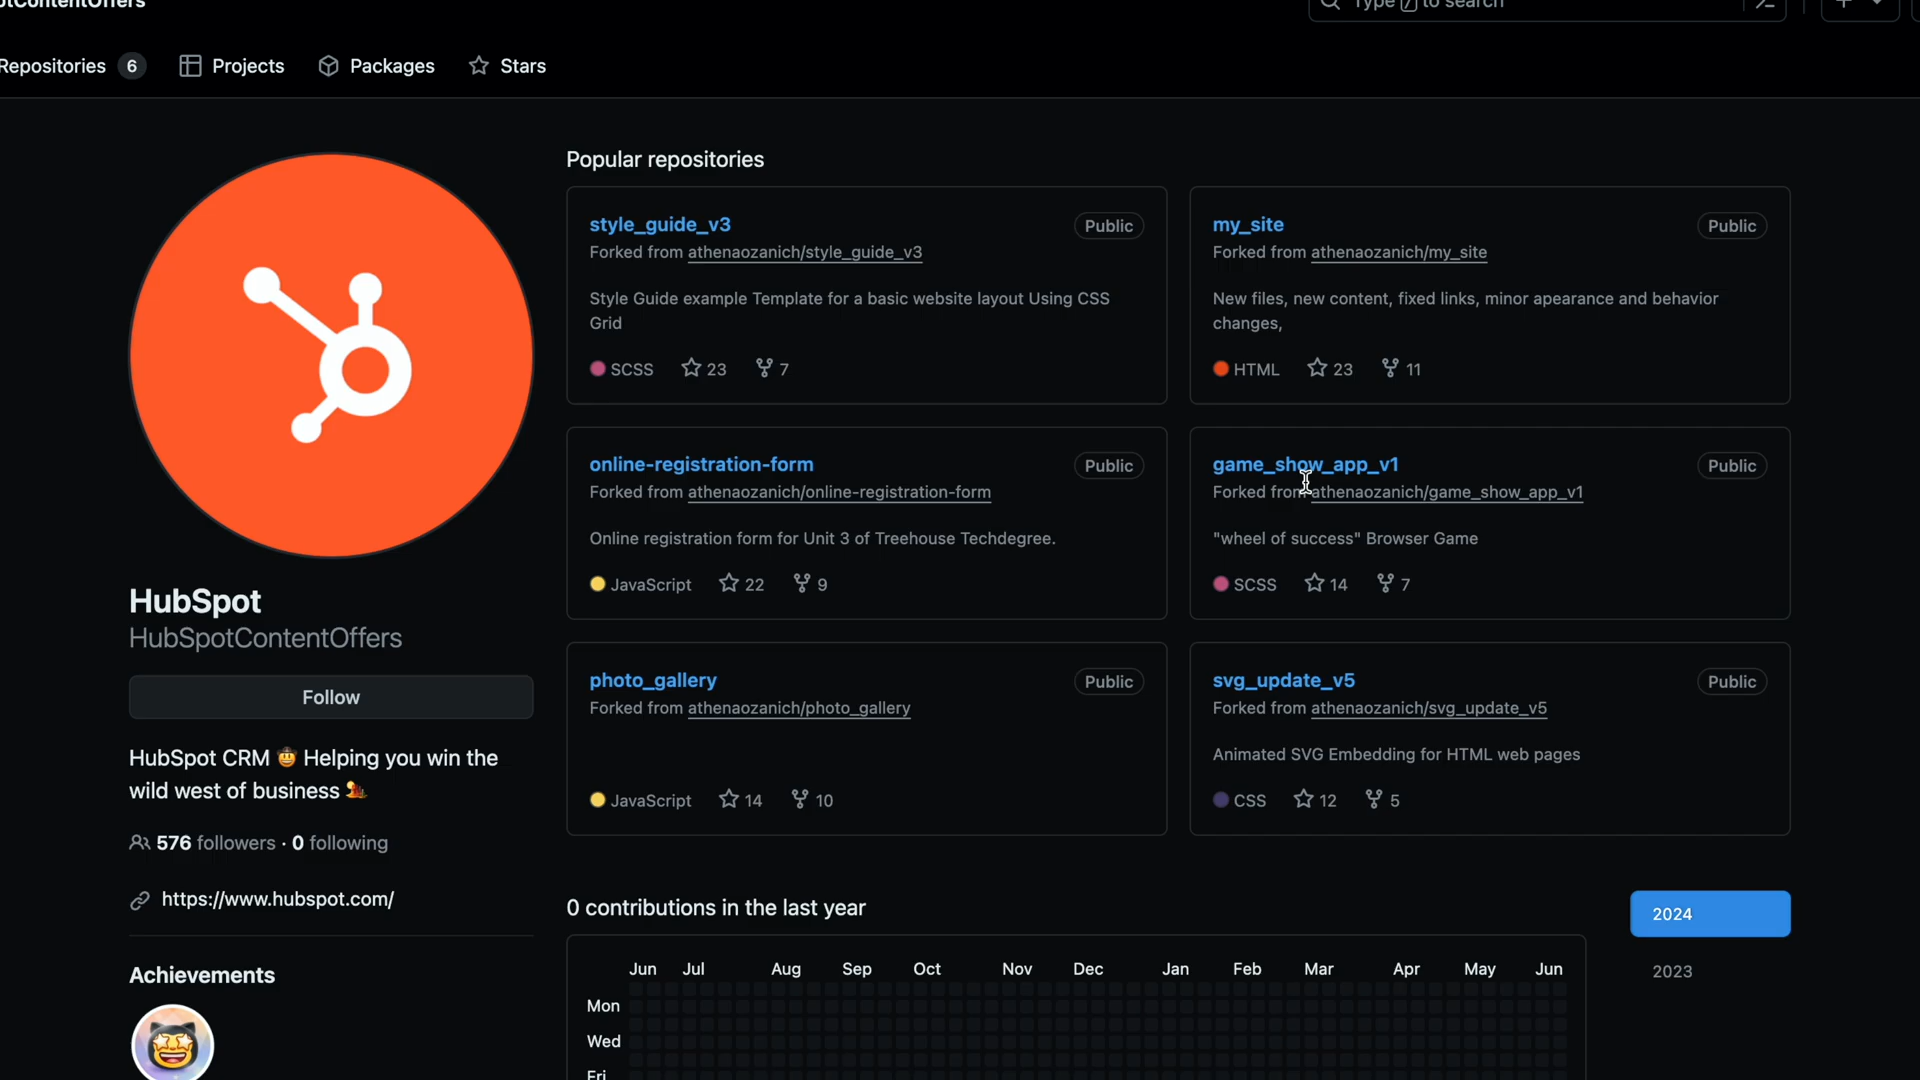 Type / to search
Repositories 6 Projects Packages Stars
Popular repositories
style_guide_v3 Public
Forked from athenaozanich/style_guide_v3
Style Guide example Template for a basic website layout Using CSS
Grid
SCSS 23 7
my_site Public
Forked from athenaozanich/my_site
New files, new content, fixed links, minor apearance and behavior
changes,
HTML 23 11
online-registration-form Public
Forked from athenaozanich/online-registration-form
Online registration form for Unit 3 of Treehouse Techdegree.
JavaScript 22 9
game_show_app_v1 Public
Forked from athenaozanich/game_show_app_v1
"wheel of success" Browser Game
SCSS 14 7
photo_gallery Public
Forked from athenaozanich/photo_gallery
JavaScript 14 10
svg_update_v5 Public
Forked from athenaozanich/svg_update_v5
Animated SVG Embedding for HTML web pages
CSS 12 5
HubSpot
HubSpotContentOffers
Follow
HubSpot CRM 🤠 Helping you win the
wild west of business 🐫
576 followers · 0 following
https://www.hubspot.com/
Achievements
0 contributions in the last year
Jun Jul Aug Sep Oct Nov Dec Jan Feb Mar Apr May Jun
Mon
Wed
Fri
2024
2023